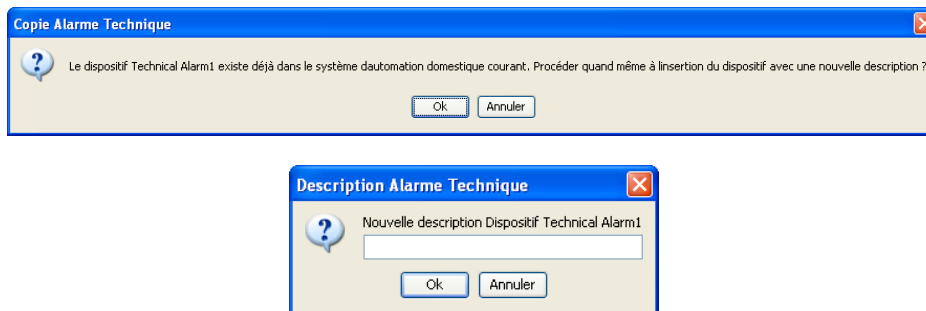 Copie Alarme Technique
Le dispositif Technical Alarm1 existe déjà dans le système dautomation domestique courant. Procéder quand même à linsertion du dispositif avec une nouvelle description ?
Ok Annuler
Description Alarme Technique
Nouvelle description Dispositif Technical Alarm1
Ok Annuler